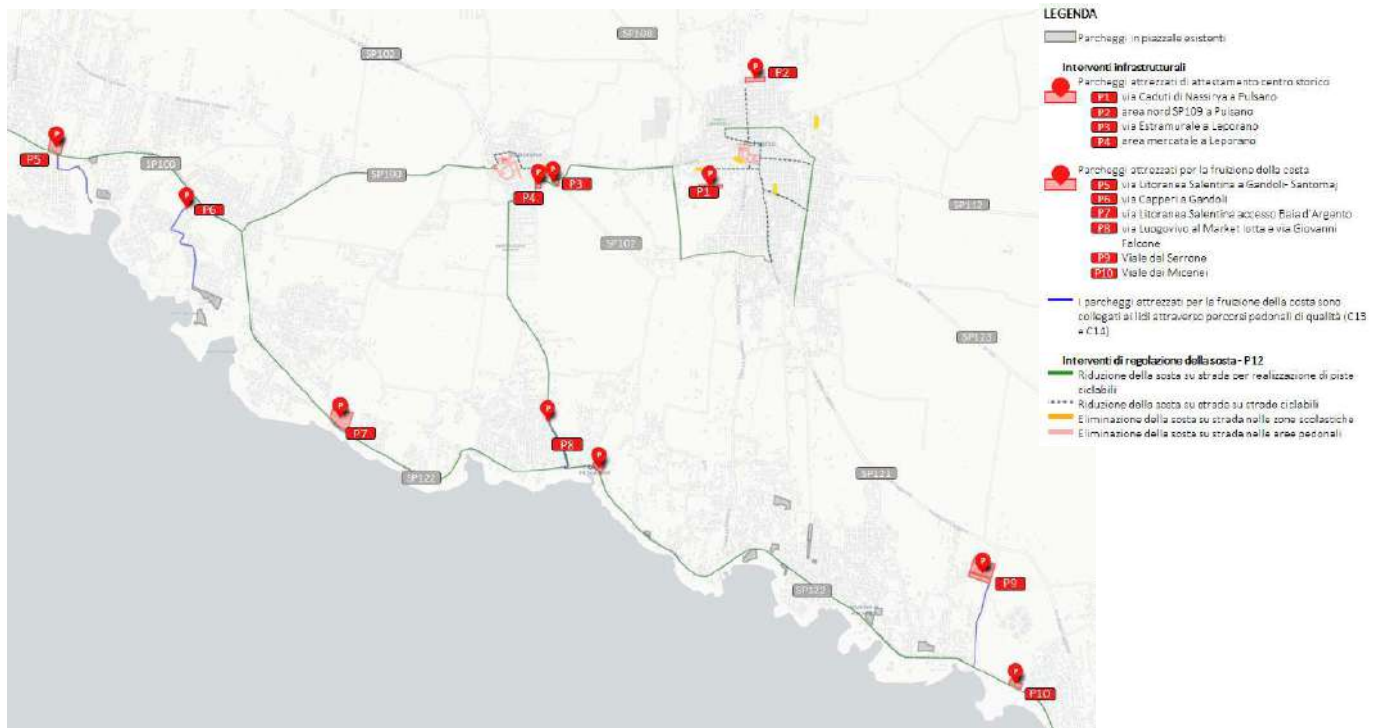 LEGENDA
Parcheggi in piazzale esistenti
Interventi infrastrutturali
Parcheggi attrezzati di attestamento centro storico
P1 via Caduti di Nassirya a Pulsano
P2 area nord SP109 a Pulsano
P3 via Estramurale a Leporano
P4 area mercatale a Leporano
Parcheggi attrezzati per la fruizione della costa
P5 via Litoranea Salentina a Gandoli- Santomaj
P6 via Capperi a Gandoli
P7 via Litoranea Salentina accesso Baia d'Argento
P8 via Luogovivo al Market Iotta e via Giovanni
Falcone
P9 Viale del Serrone
P10 Viale dei Micenei
I parcheggi attrezzati per la fruizione della costa sono
collegati ai lidi attraverso percorsi pedonali di qualità (C13
e C14)
Interventi di regolazione della sosta - P12
Riduzione della sosta su strada per realizzazione di piste
ciclabili
Riduzione della sosta su strada su strade ciclabili
Eliminazione della sosta su strada nelle zone scolastiche
Eliminazione della sosta su strada nelle aree pedonali
SP108
SP102
P2
P5
SP100
SP100
P4
P3
P1
P6
SP112
SP102
SP123
P7
P8
SP122
SP121
P9
SP122
P10